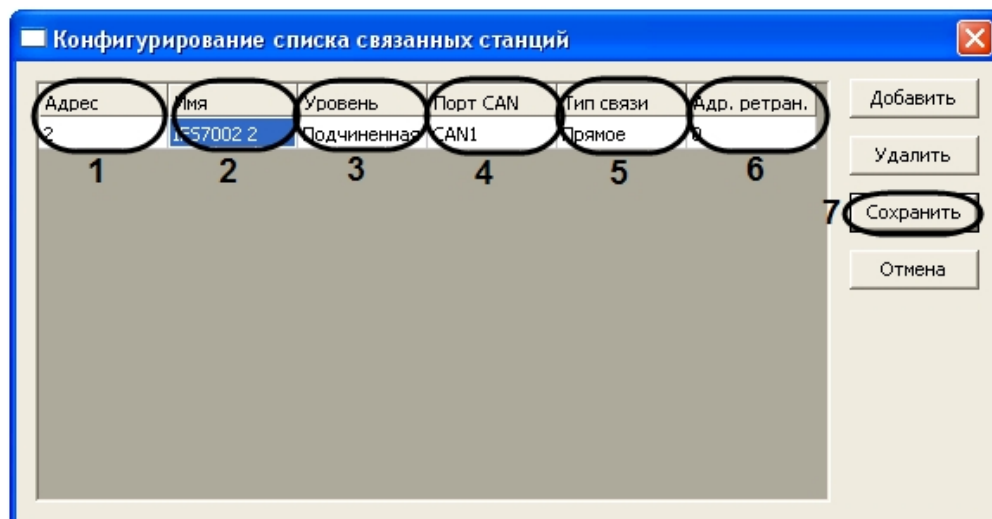 Конфигурирование списка связанных станций
Адрес Имя Уровень Порт CAN Тип связи Адр. ретран.
2 IFS7002 2 Подчиненная CAN1 Прямое 0
1 2 3 4 5 6
Добавить
Удалить
7 Сохранить
Отмена